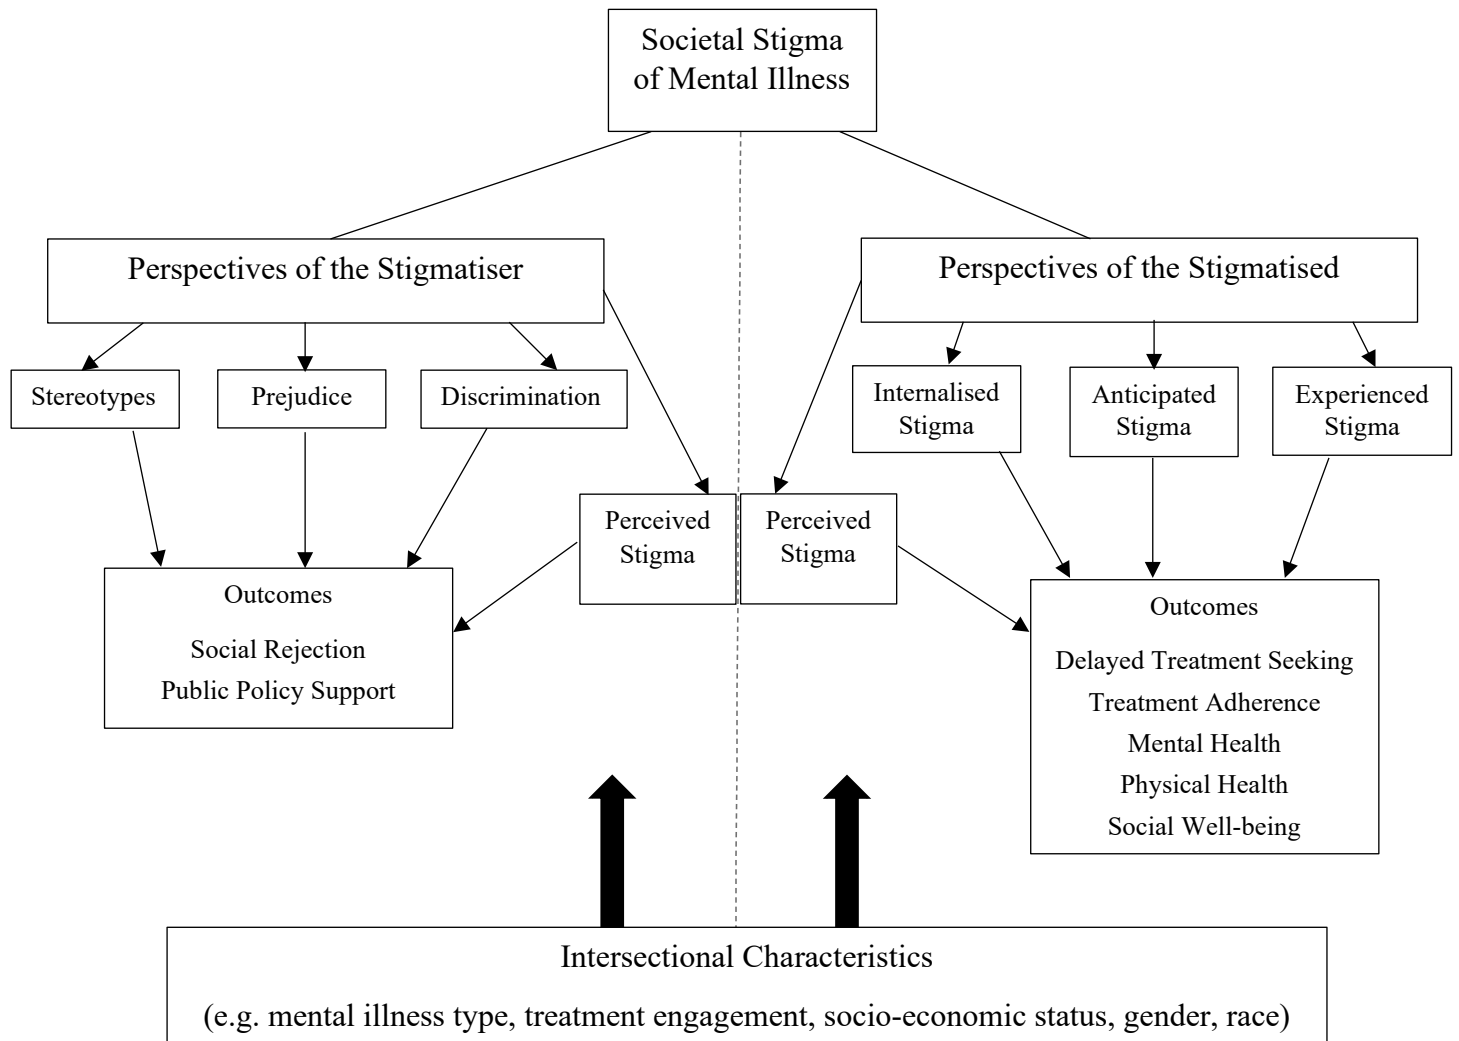 Societal Stigma
of Mental Illness
Perspectives of the Stigmatiser
Perspectives of the Stigmatised
Stereotypes
Prejudice
Discrimination
Internalised
Stigma
Anticipated
Stigma
Experienced
Stigma
Perceived
Stigma
Perceived
Stigma
Outcomes
Social Rejection
Public Policy Support
Outcomes
Delayed Treatment Seeking
Treatment Adherence
Mental Health
Physical Health
Social Well-being
Intersectional Characteristics
(e.g. mental illness type, treatment engagement, socio-economic status, gender, race)